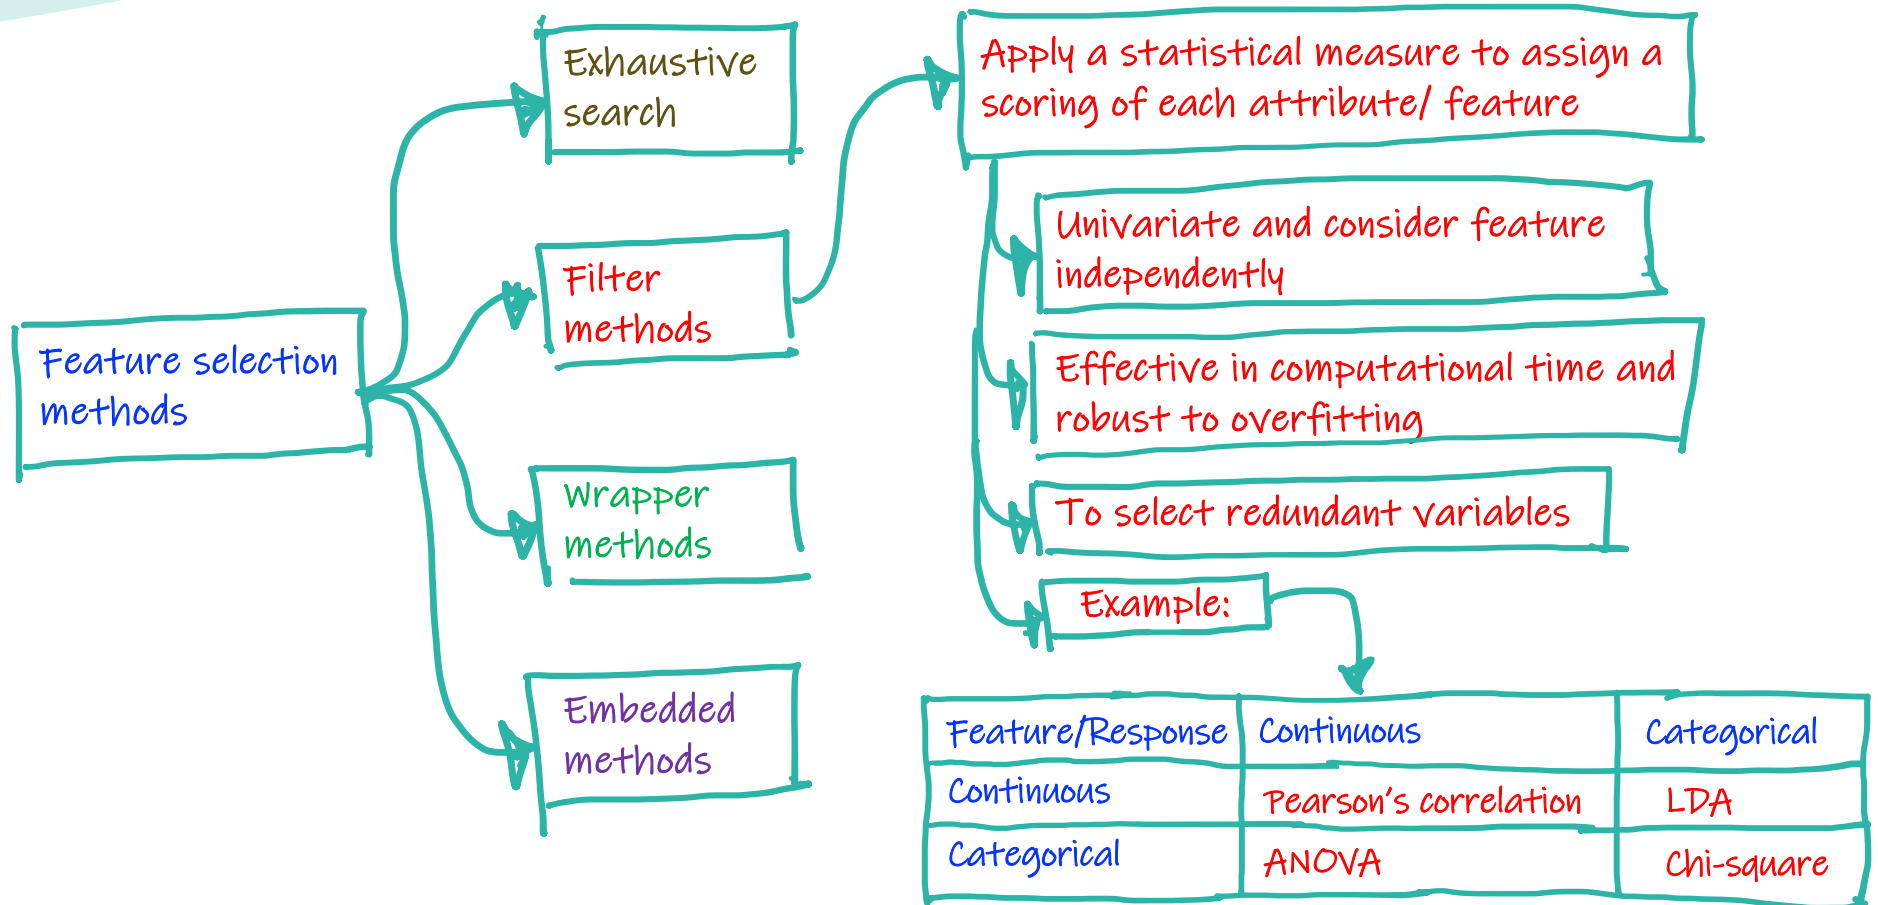 Feature selection
methods
Exhaustive
search
Filter
methods
Wrapper
methods
Embedded
methods
Apply a statistical measure to assign a
scoring of each attribute/ feature
Univariate and consider feature
independently
Effective in computational time and
robust to overfitting
To select redundant variables
Example:
Feature/Response Continuous Categorical
Continuous Pearson's correlation LDA
Categorical ANOVA Chi-square